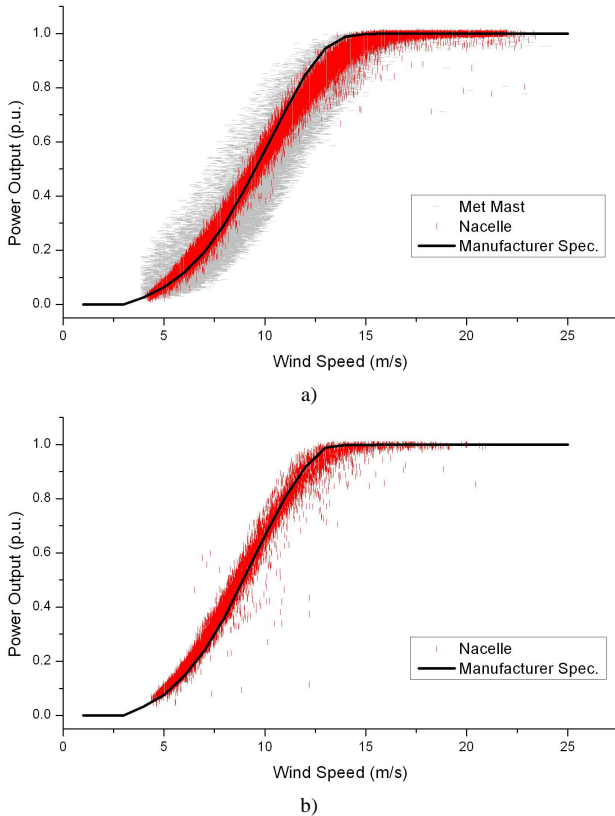 1.0
0.8
0.6
0.4
0.2
0.0
Power Output (p.u.)
Met Mast
Nacelle
Manufacturer Spec.
0 5 10 15 20 25
Wind Speed (m/s)
a)
1.0
0.8
0.6
0.4
0.2
0.0
Power Output (p.u.)
Nacelle
Manufacturer Spec.
0 5 10 15 20 25
Wind Speed (m/s)
b)